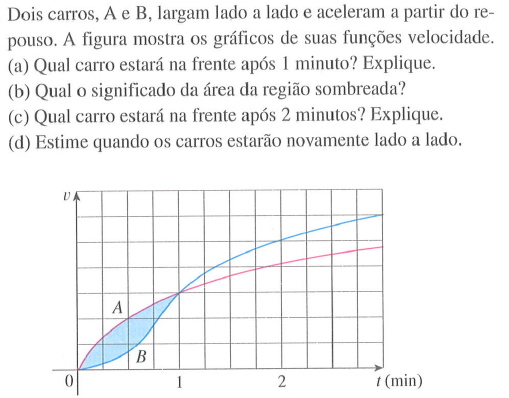 Dois carros, A e B, largam lado a lado e aceleram a partir do re-
pouso. A figura mostra os gráficos de suas funções velocidade.
(a) Qual carro estará na frente após 1 minuto? Explique.
(b) Qual o significado da área da região sombreada?
(c) Qual carro estará na frente após 2 minutos? Explique.
(d) Estime quando os carros estarão novamente lado a lado.
v
A
B
0 1 2 t (min)